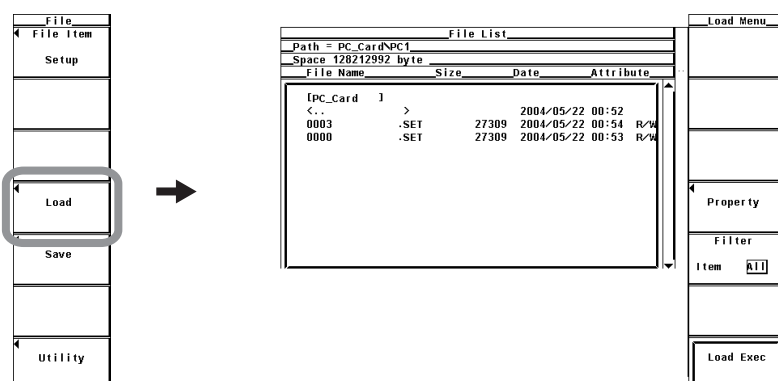 File
File Item
Setup
Load
Save
Utility
File List
Path = PC_Card\PC1
Space 128212992 byte
File Name Size Date Attribute
[PC_Card ]
<.. > 2004/05/22 00:52
0003 .SET 27309 2004/05/22 00:54 R/W
0000 .SET 27309 2004/05/22 00:53 R/W
Load Menu
Property
Filter
Item All
Load Exec